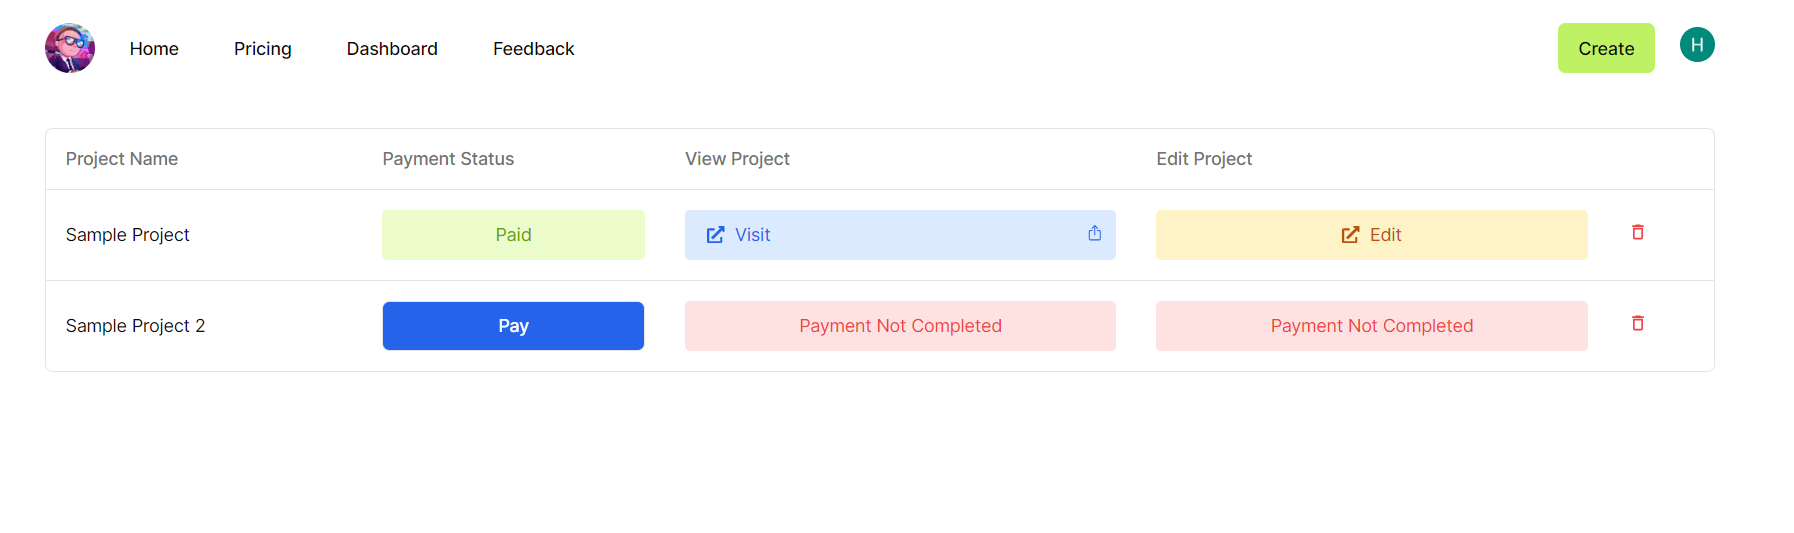 Home Pricing Dashboard Feedback Create H
Project Name Payment Status View Project Edit Project
Sample Project Paid Visit Edit
Sample Project 2 Pay Payment Not Completed Payment Not Completed